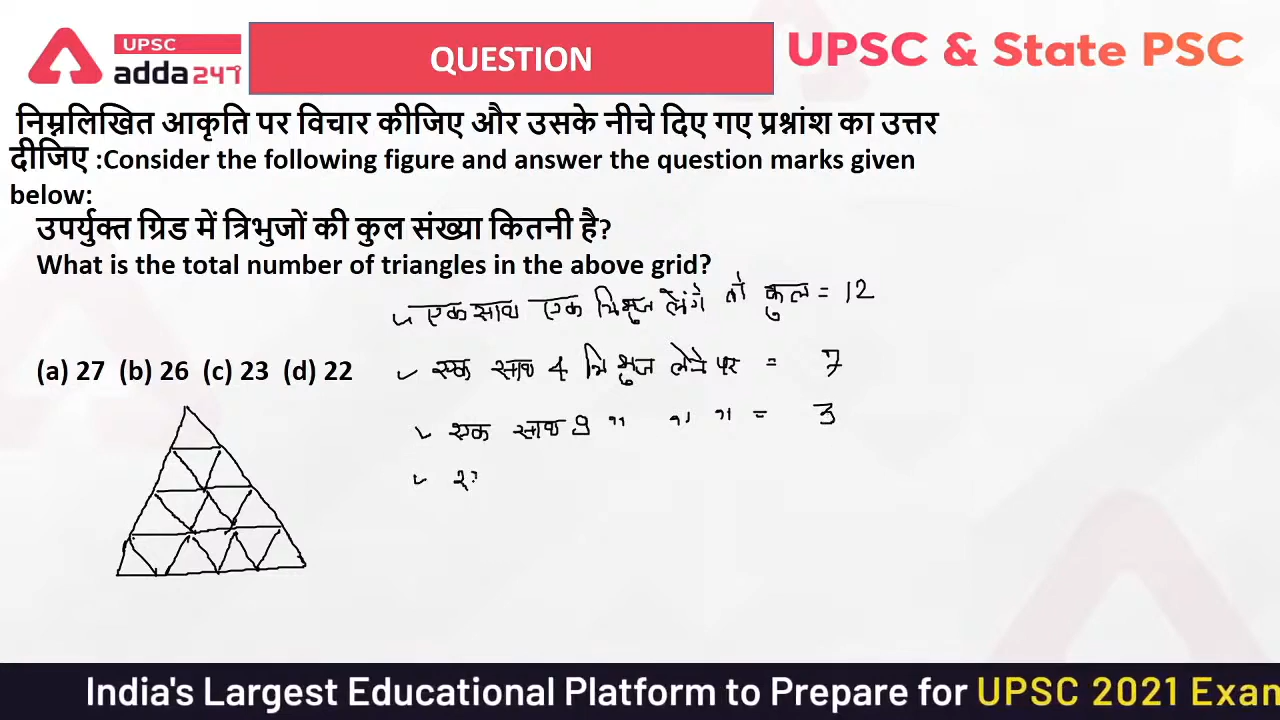 UPSC
adda247
QUESTION
UPSC & State PSC
निम्नलिखित आकृति पर विचार कीजिए और उसके नीचे दिए गए प्रश्नांश का उत्तर
दीजिए :Consider the following figure and answer the question marks given
below:
उपर्युक्त ग्रिड में त्रिभुजों की कुल संख्या कितनी है?
What is the total number of triangles in the above grid?
एक साथ एक त्रिभुज लेंगे तो कुल = 12
(a) 27 (b) 26 (c) 23 (d) 22
एक साथ 4 त्रिभुज लेने पर = 7
एक साथ 9 " " " = 3
India's Largest Educational Platform to Prepare for UPSC 2021 Exam